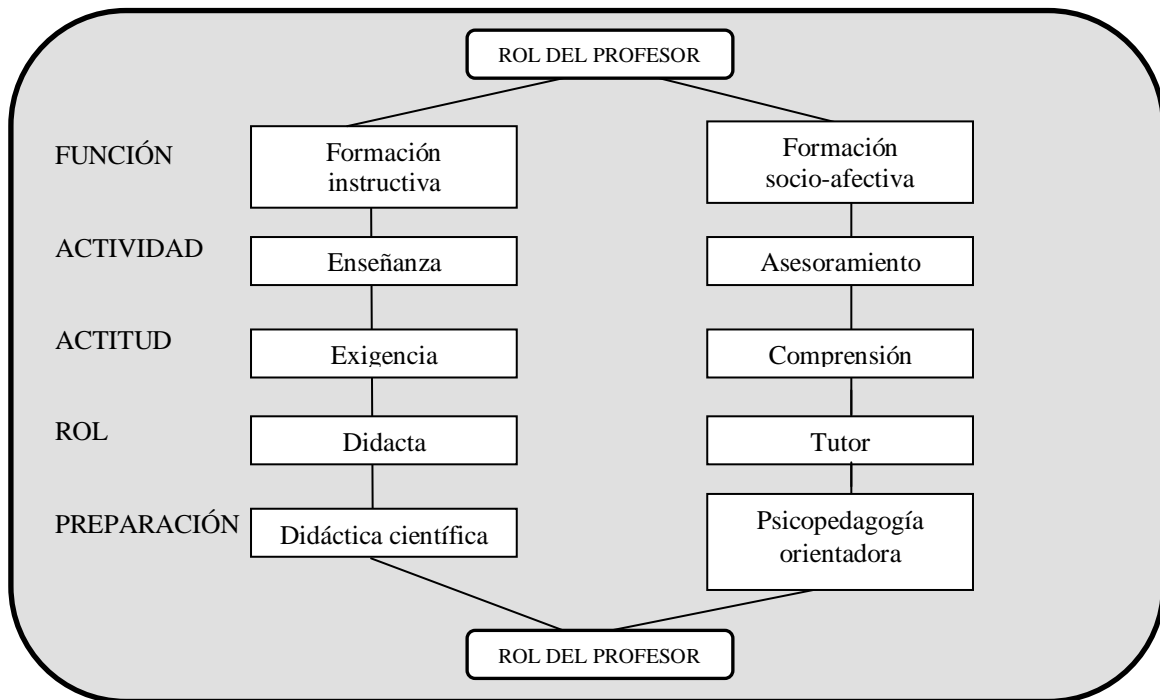 ROL DEL PROFESOR
FUNCIÓN
Formación
instructiva
Formación
socio-afectiva
ACTIVIDAD
Enseñanza
Asesoramiento
ACTITUD
Exigencia
Comprensión
ROL
Didacta
Tutor
PREPARACIÓN
Didáctica científica
Psicopedagogía
orientadora
ROL DEL PROFESOR